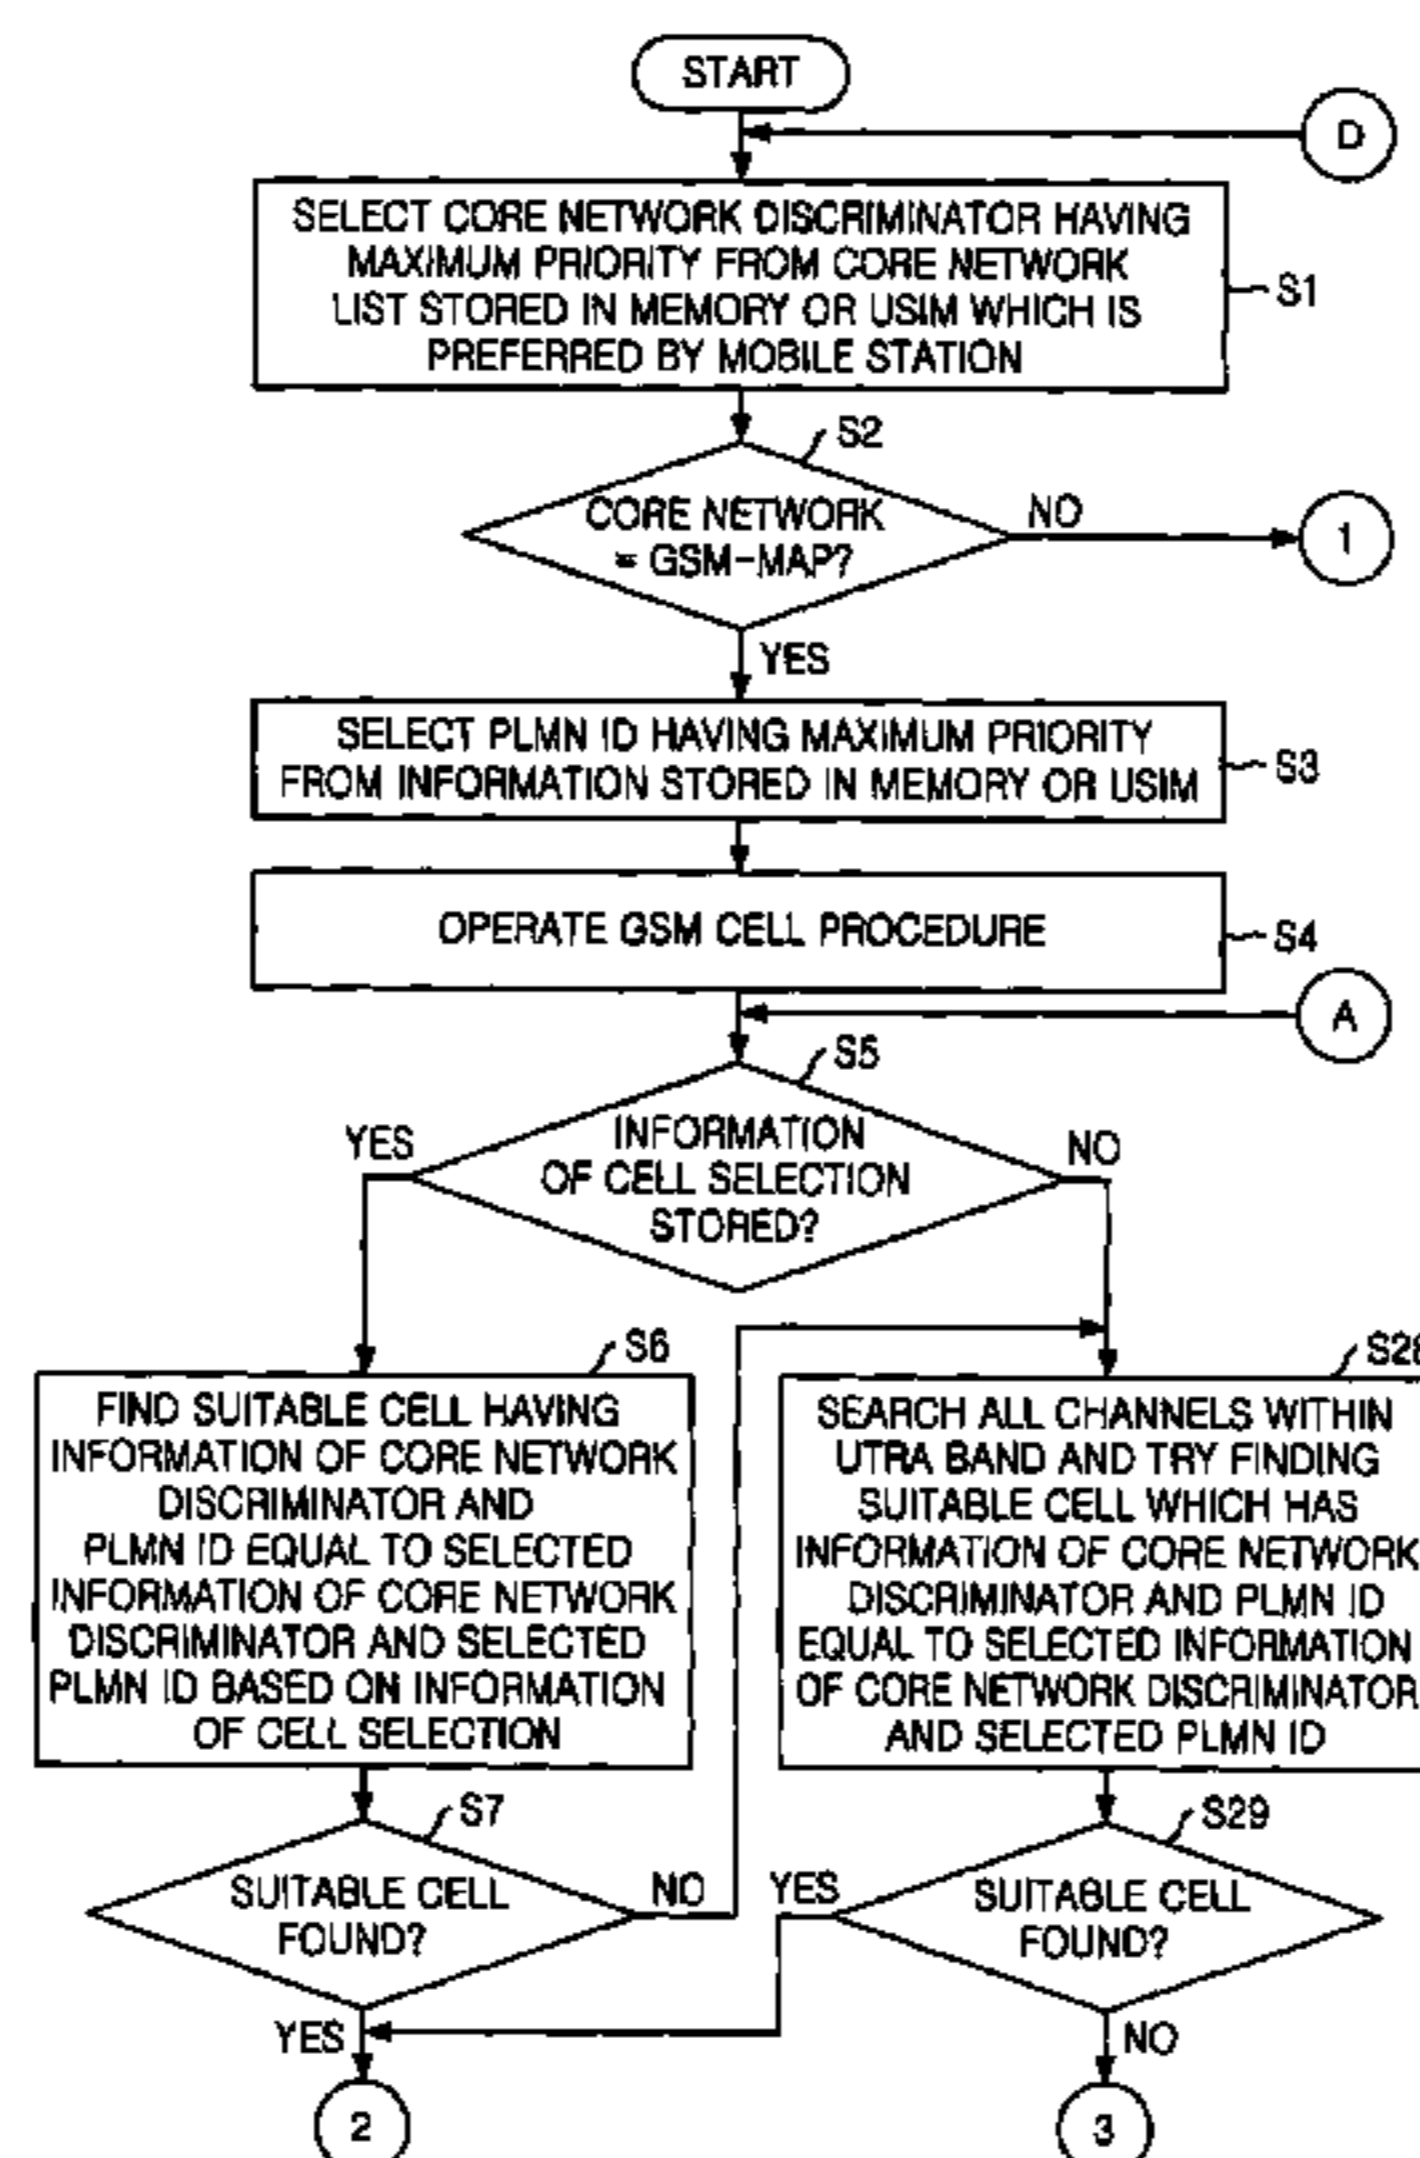 START
D
SELECT CORE NETWORK DISCRIMINATOR HAVING
MAXIMUM PRIORITY FROM CORE NETWORK
LIST STORED IN MEMORY OR USIM WHICH IS
PREFERRED BY MOBILE STATION
S1
S2
CORE NETWORK
= GSM-MAP?
NO
1
YES
SELECT PLMN ID HAVING MAXIMUM PRIORITY
FROM INFORMATION STORED IN MEMORY OR USIM
S3
OPERATE GSM CELL PROCEDURE
S4
A
S5
INFORMATION
OF CELL SELECTION
STORED?
YES
NO
S6
FIND SUITABLE CELL HAVING
INFORMATION OF CORE NETWORK
DISCRIMINATOR AND
PLMN ID EQUAL TO SELECTED
INFORMATION OF CORE NETWORK
DISCRIMINATOR AND SELECTED
PLMN ID BASED ON INFORMATION
OF CELL SELECTION
S28
SEARCH ALL CHANNELS WITHIN
UTRA BAND AND TRY FINDING
SUITABLE CELL WHICH HAS
INFORMATION OF CORE NETWORK
DISCRIMINATOR AND PLMN ID
EQUAL TO SELECTED INFORMATION
OF CORE NETWORK DISCRIMINATOR
AND SELECTED PLMN ID
S7
SUITABLE CELL
FOUND?
NO
YES
2
S29
YES
SUITABLE CELL
FOUND?
NO
3